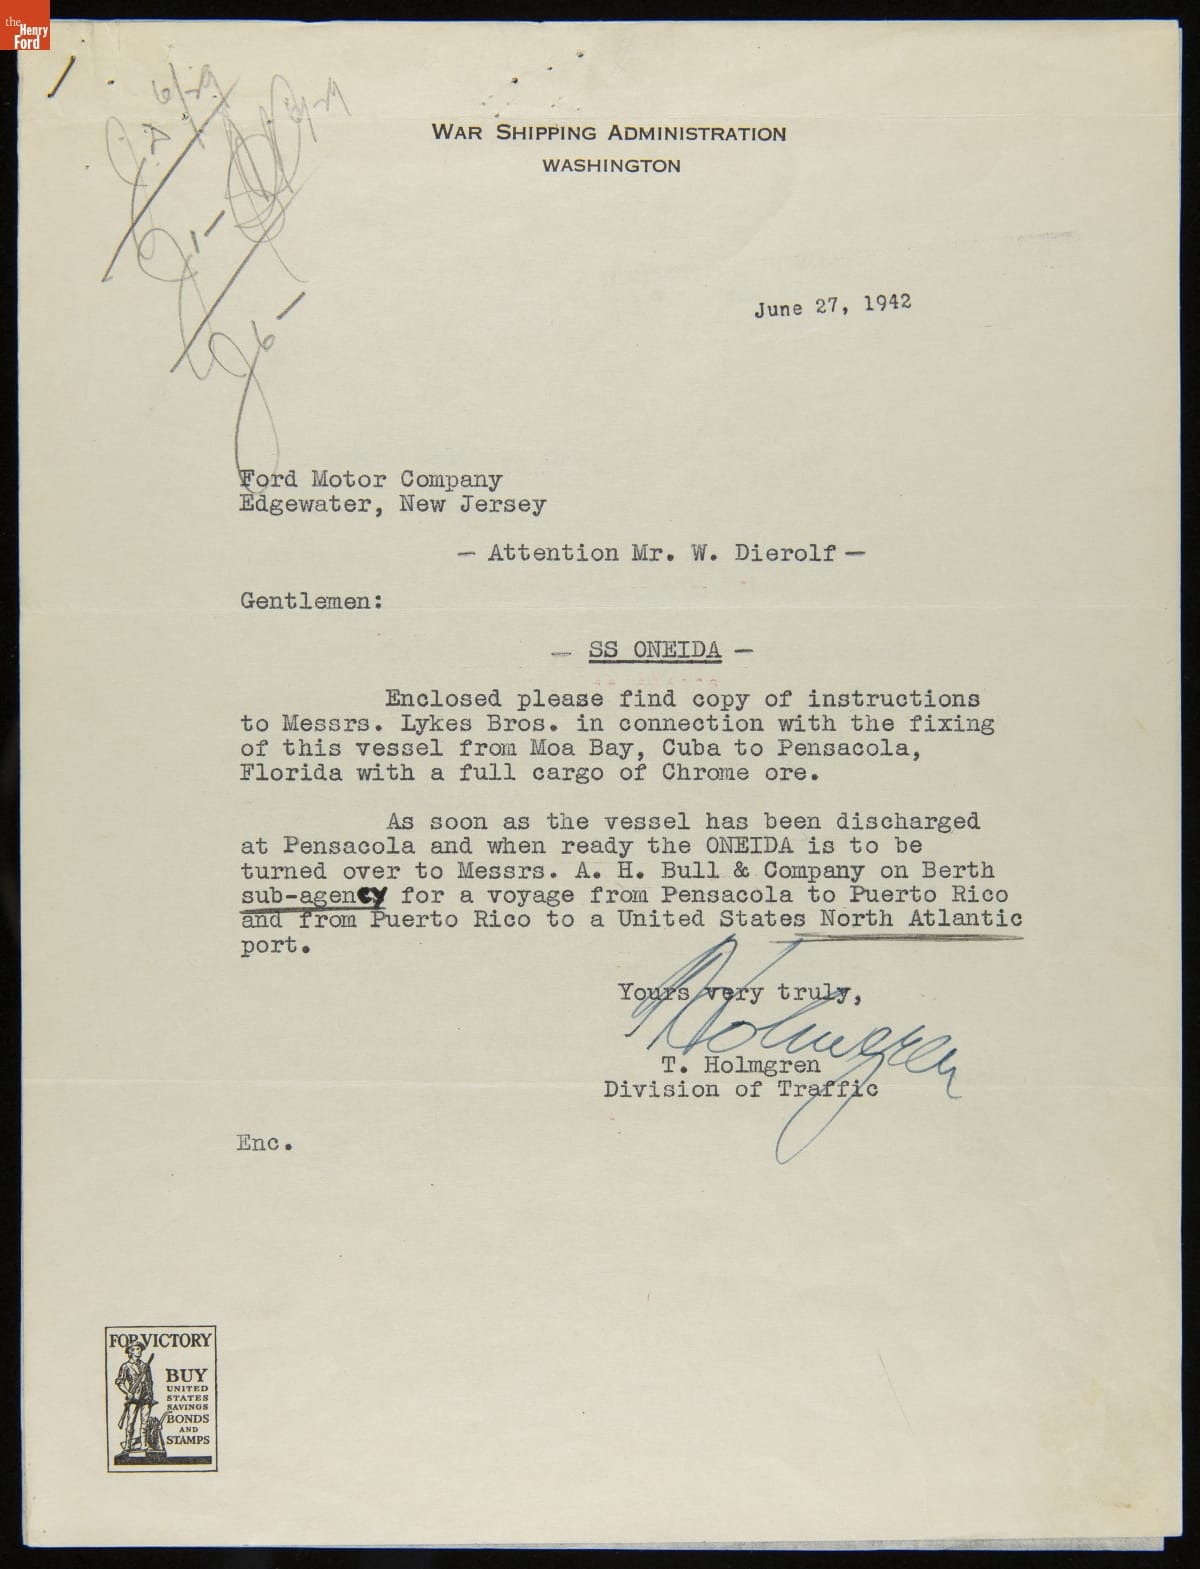 the
Henry
Ford
6/29
6/29
WAR SHIPPING ADMINISTRATION
WASHINGTON
June 27, 1942
Ford Motor Company
Edgewater, New Jersey
— Attention Mr. W. Dierolf —
Gentlemen:
— SS ONEIDA —
Enclosed please find copy of instructions
to Messrs. Lykes Bros. in connection with the fixing
of this vessel from Moa Bay, Cuba to Pensacola,
Florida with a full cargo of Chrome ore.
As soon as the vessel has been discharged
at Pensacola and when ready the ONEIDA is to be
turned over to Messrs. A. H. Bull & Company on Berth
sub-agency for a voyage from Pensacola to Puerto Rico
and from Puerto Rico to a United States North Atlantic
port.
Yours very truly,
T Holmgren
T. Holmgren
Division of Traffic
Enc.
FOR VICTORY
BUY
UNITED
STATES
SAVINGS
BONDS
AND
STAMPS